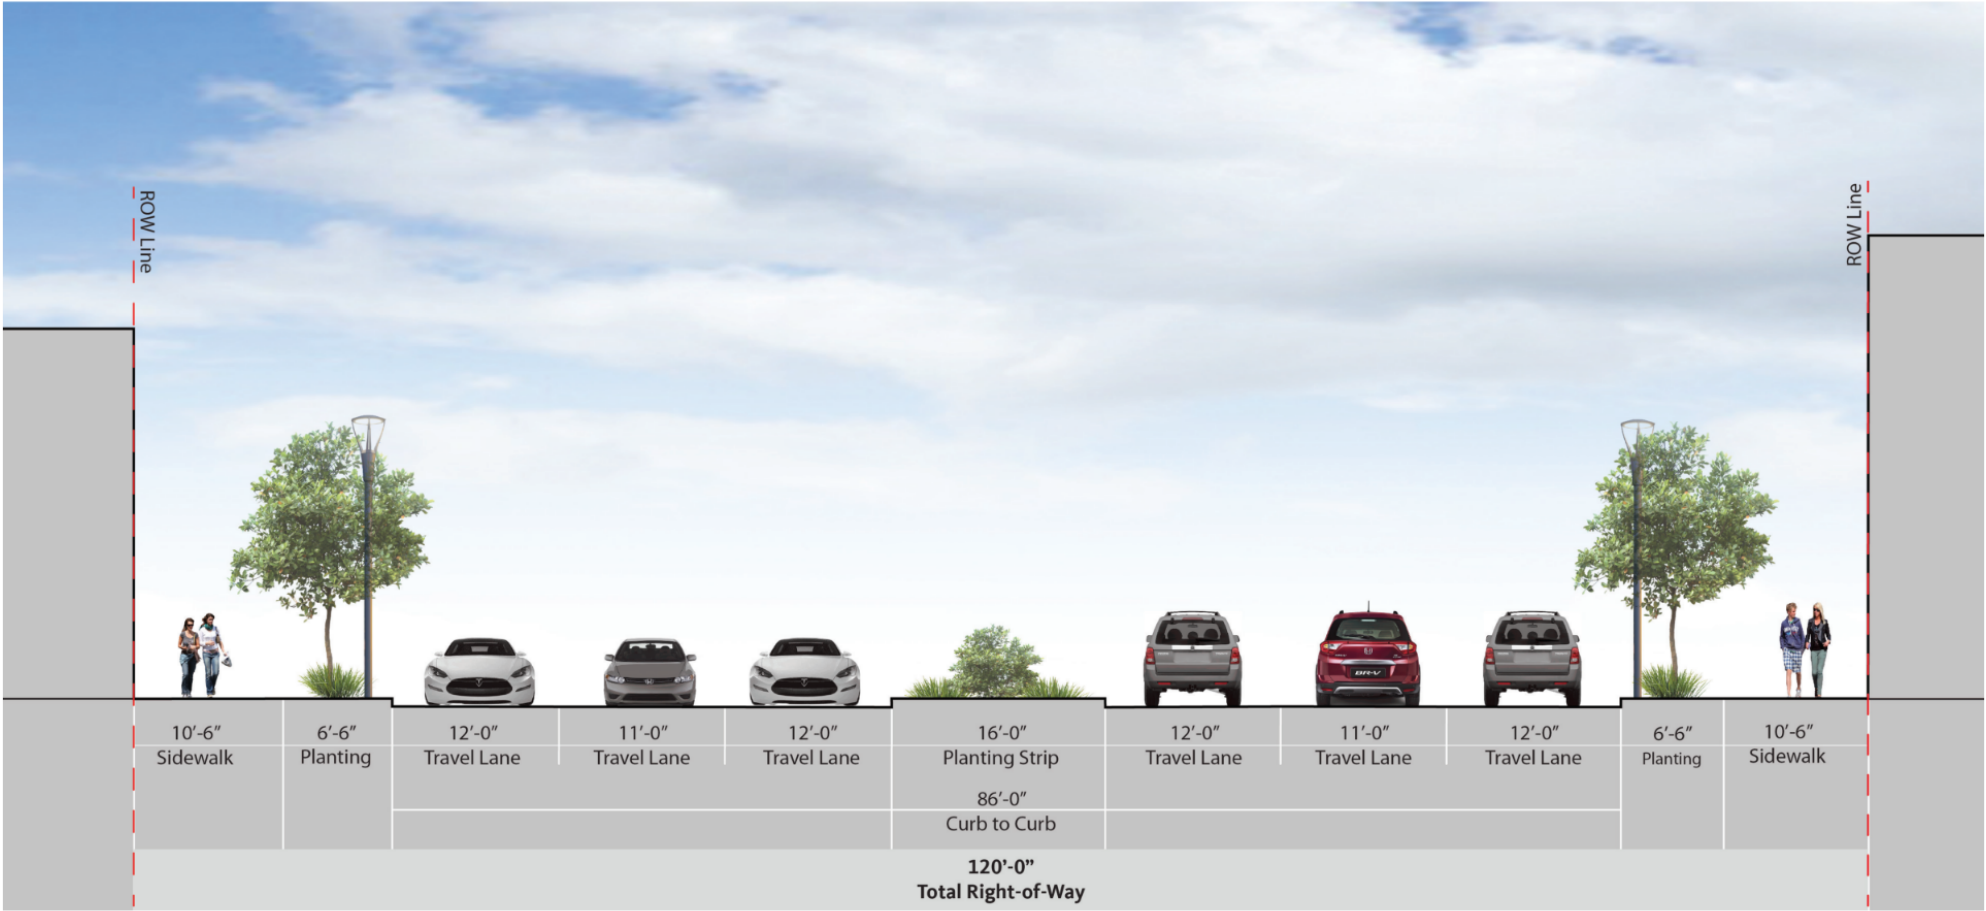 ROW Line
ROW Line
BR-V
10’-6”
Sidewalk
6’-6”
Planting
12’-0”
Travel Lane
11’-0”
Travel Lane
12’-0”
Travel Lane
16’-0”
Planting Strip
12’-0”
Travel Lane
11’-0”
Travel Lane
12’-0”
Travel Lane
6’-6”
Planting
10’-6”
Sidewalk
86’-0”
Curb to Curb
120’-0”
Total Right-of-Way